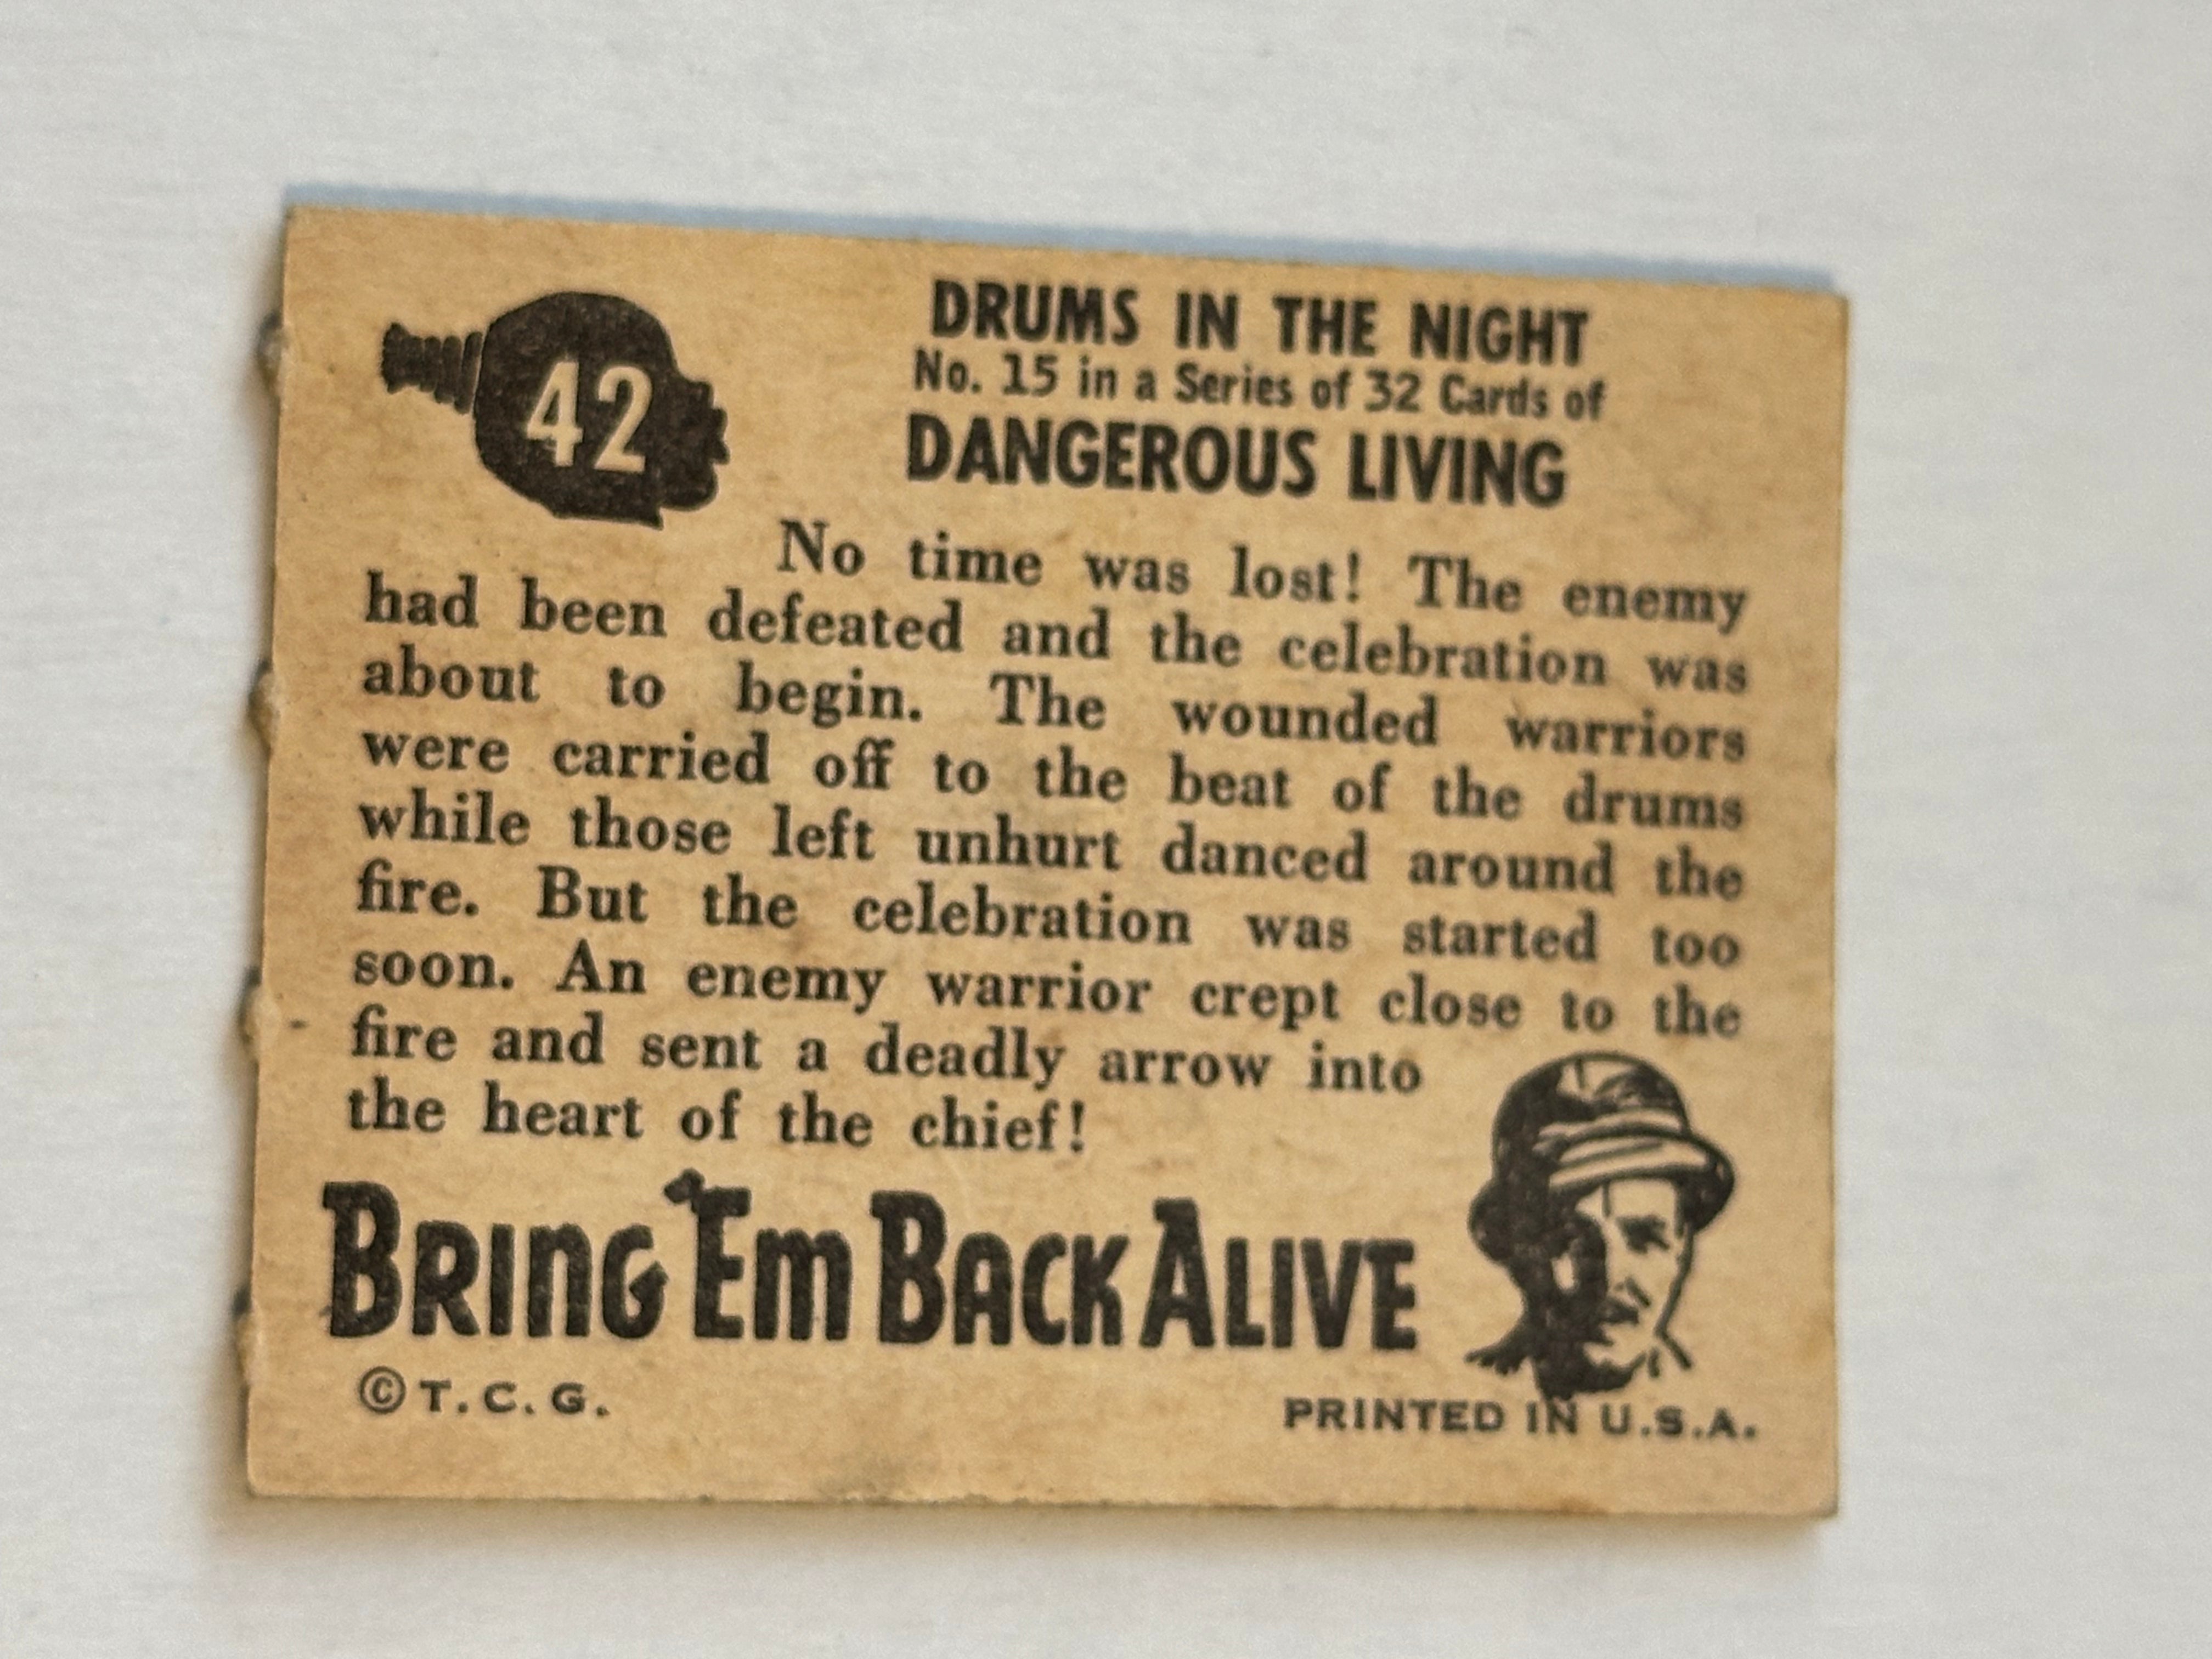 42
DRUMS IN THE NIGHT
No. 15 in a Series of 32 Cards of
DANGEROUS LIVING
No time was lost! The enemy
had been defeated and the celebration was
about to begin. The wounded warriors
were carried off to the beat of the drums
while those left unhurt danced around the
fire. But the celebration was started too
soon. An enemy warrior crept close to the
fire and sent a deadly arrow into
the heart of the chief!
BRING 'EM BACK ALIVE
© T. C. G.
PRINTED IN U.S.A.